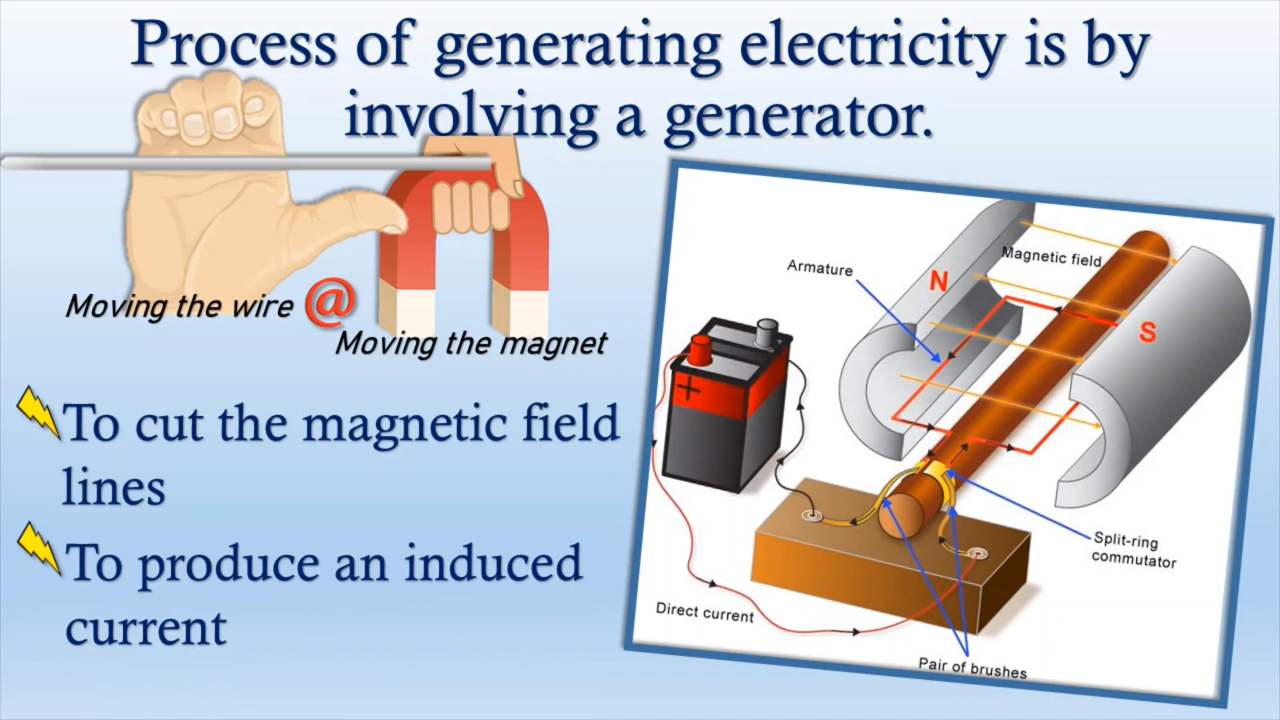 Process of generating electricity is by
involving a generator.
Moving the wire @
Moving the magnet
To cut the magnetic field
lines
To produce an induced
current
Magnetic field
Armature
N
S
+
Split-ring
commutator
Direct current
Pair of brushes